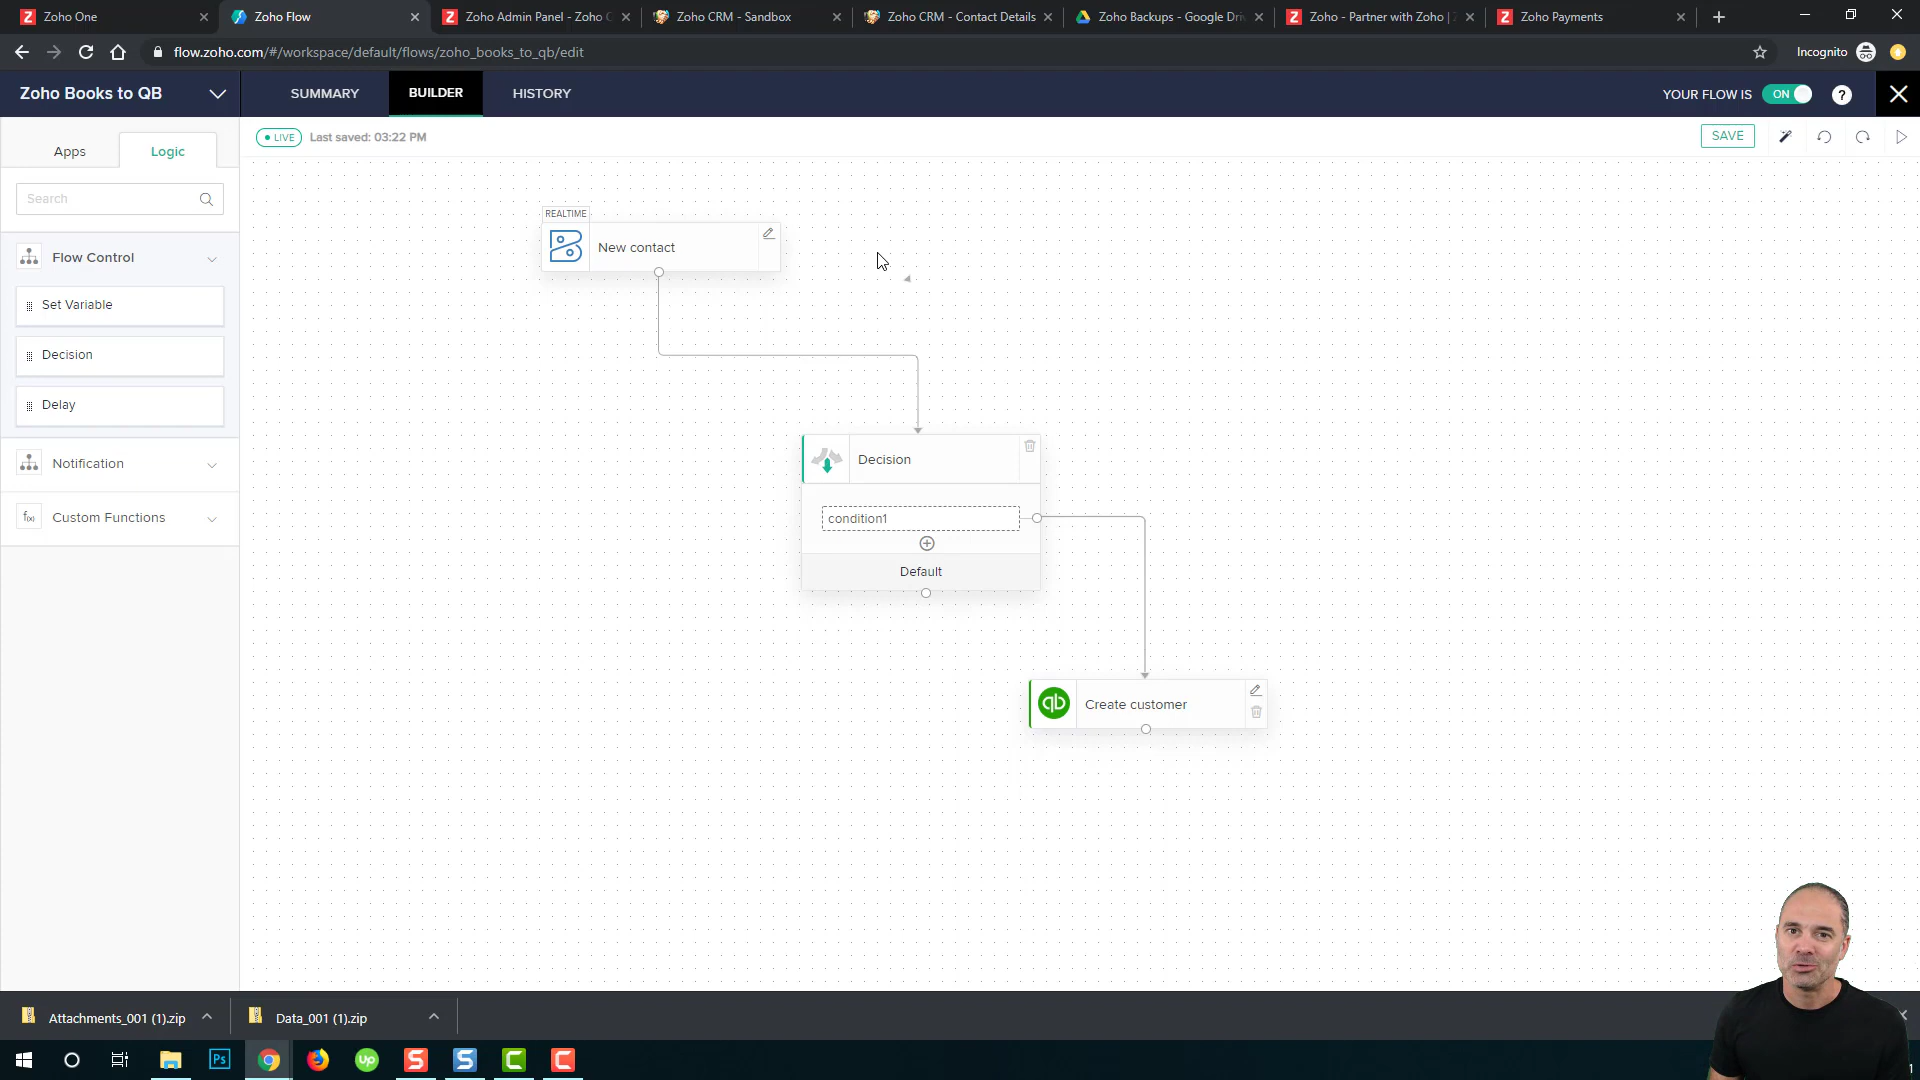 Zoho One
Zoho Flow
Zoho Admin Panel - Zoho
Zoho CRM - Sandbox
Zoho CRM - Contact Details
Zoho Backups - Google Dri
Zoho - Partner with Zoho |
Zoho Payments
flow.zoho.com/#/workspace/default/flows/zoho_books_to_qb/edit
Incognito
Zoho Books to QB
SUMMARY
BUILDER
HISTORY
YOUR FLOW IS
ON
?
Apps
Logic
LIVE
Last saved: 03:22 PM
SAVE
Search
REALTIME
New contact
Flow Control
Set Variable
Decision
Delay
Notification
f(x)
Custom Functions
Decision
condition1
Default
qb
Create customer
Attachments_001 (1).zip
Data_001 (1).zip
Ps
Up
S
S
C
C